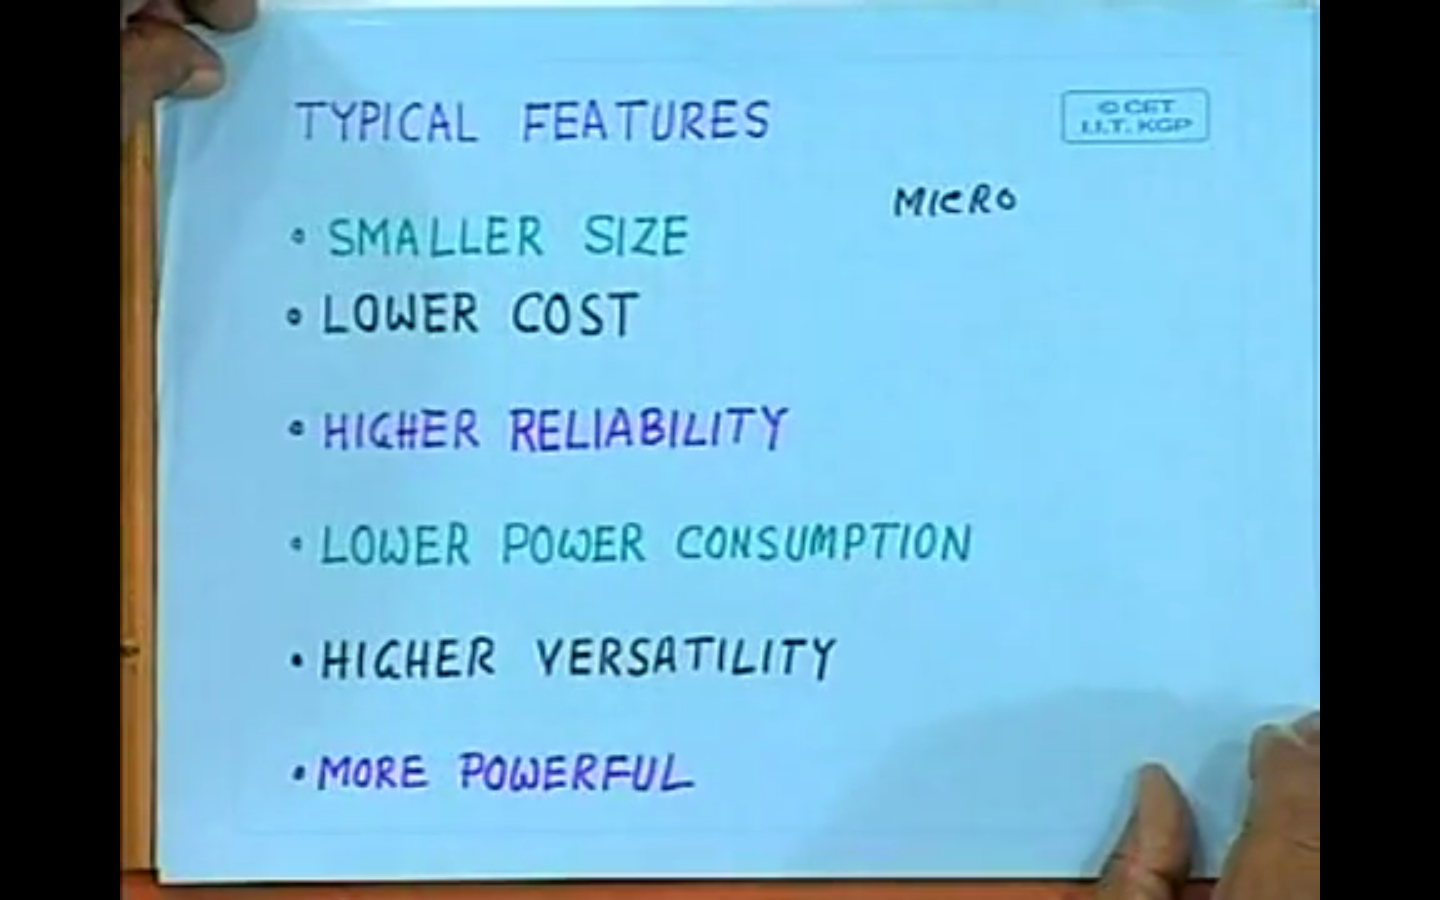 TYPICAL FEATURES
© CET
I.I.T. KGP
MICRO
• SMALLER SIZE
• LOWER COST
• HIGHER RELIABILITY
• LOWER POWER CONSUMPTION
• HIGHER VERSATILITY
• MORE POWERFUL